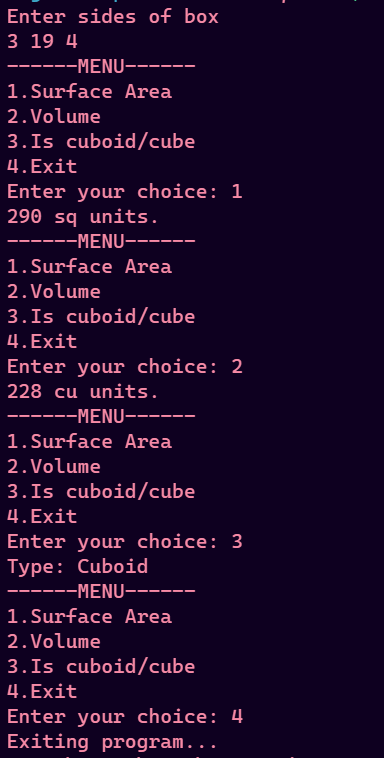 Enter sides of box
3 19 4
------MENU------
1.Surface Area
2.Volume
3.Is cuboid/cube
4.Exit
Enter your choice: 1
290 sq units.
------MENU------
1.Surface Area
2.Volume
3.Is cuboid/cube
4.Exit
Enter your choice: 2
228 cu units.
------MENU------
1.Surface Area
2.Volume
3.Is cuboid/cube
4.Exit
Enter your choice: 3
Type: Cuboid
------MENU------
1.Surface Area
2.Volume
3.Is cuboid/cube
4.Exit
Enter your choice: 4
Exiting program...